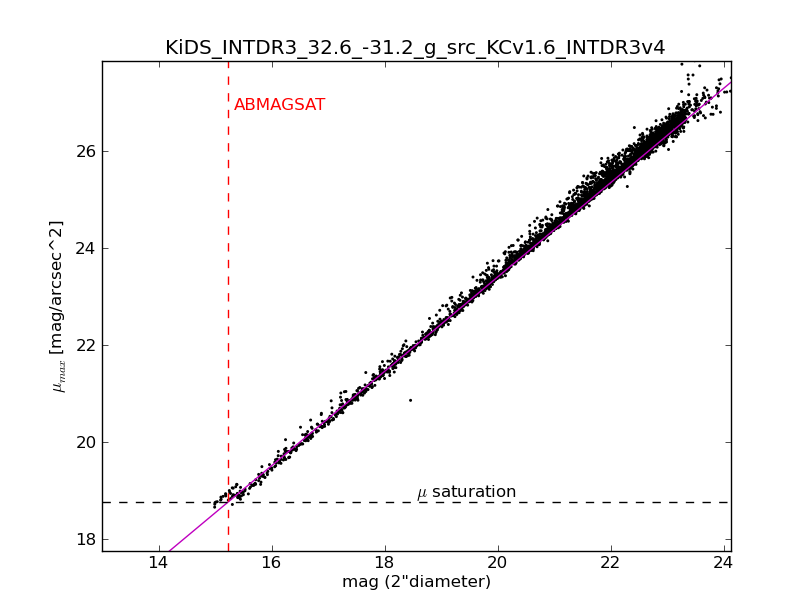 KiDS_INTDR3_32.6_-31.2_g_src_KCv1.6_INTDR3v4
ABMAGSAT
26
24
22
20
18
μ_max [mag/arcsec^2]
μ saturation
14 16 18 20 22 24
mag (2"diameter)